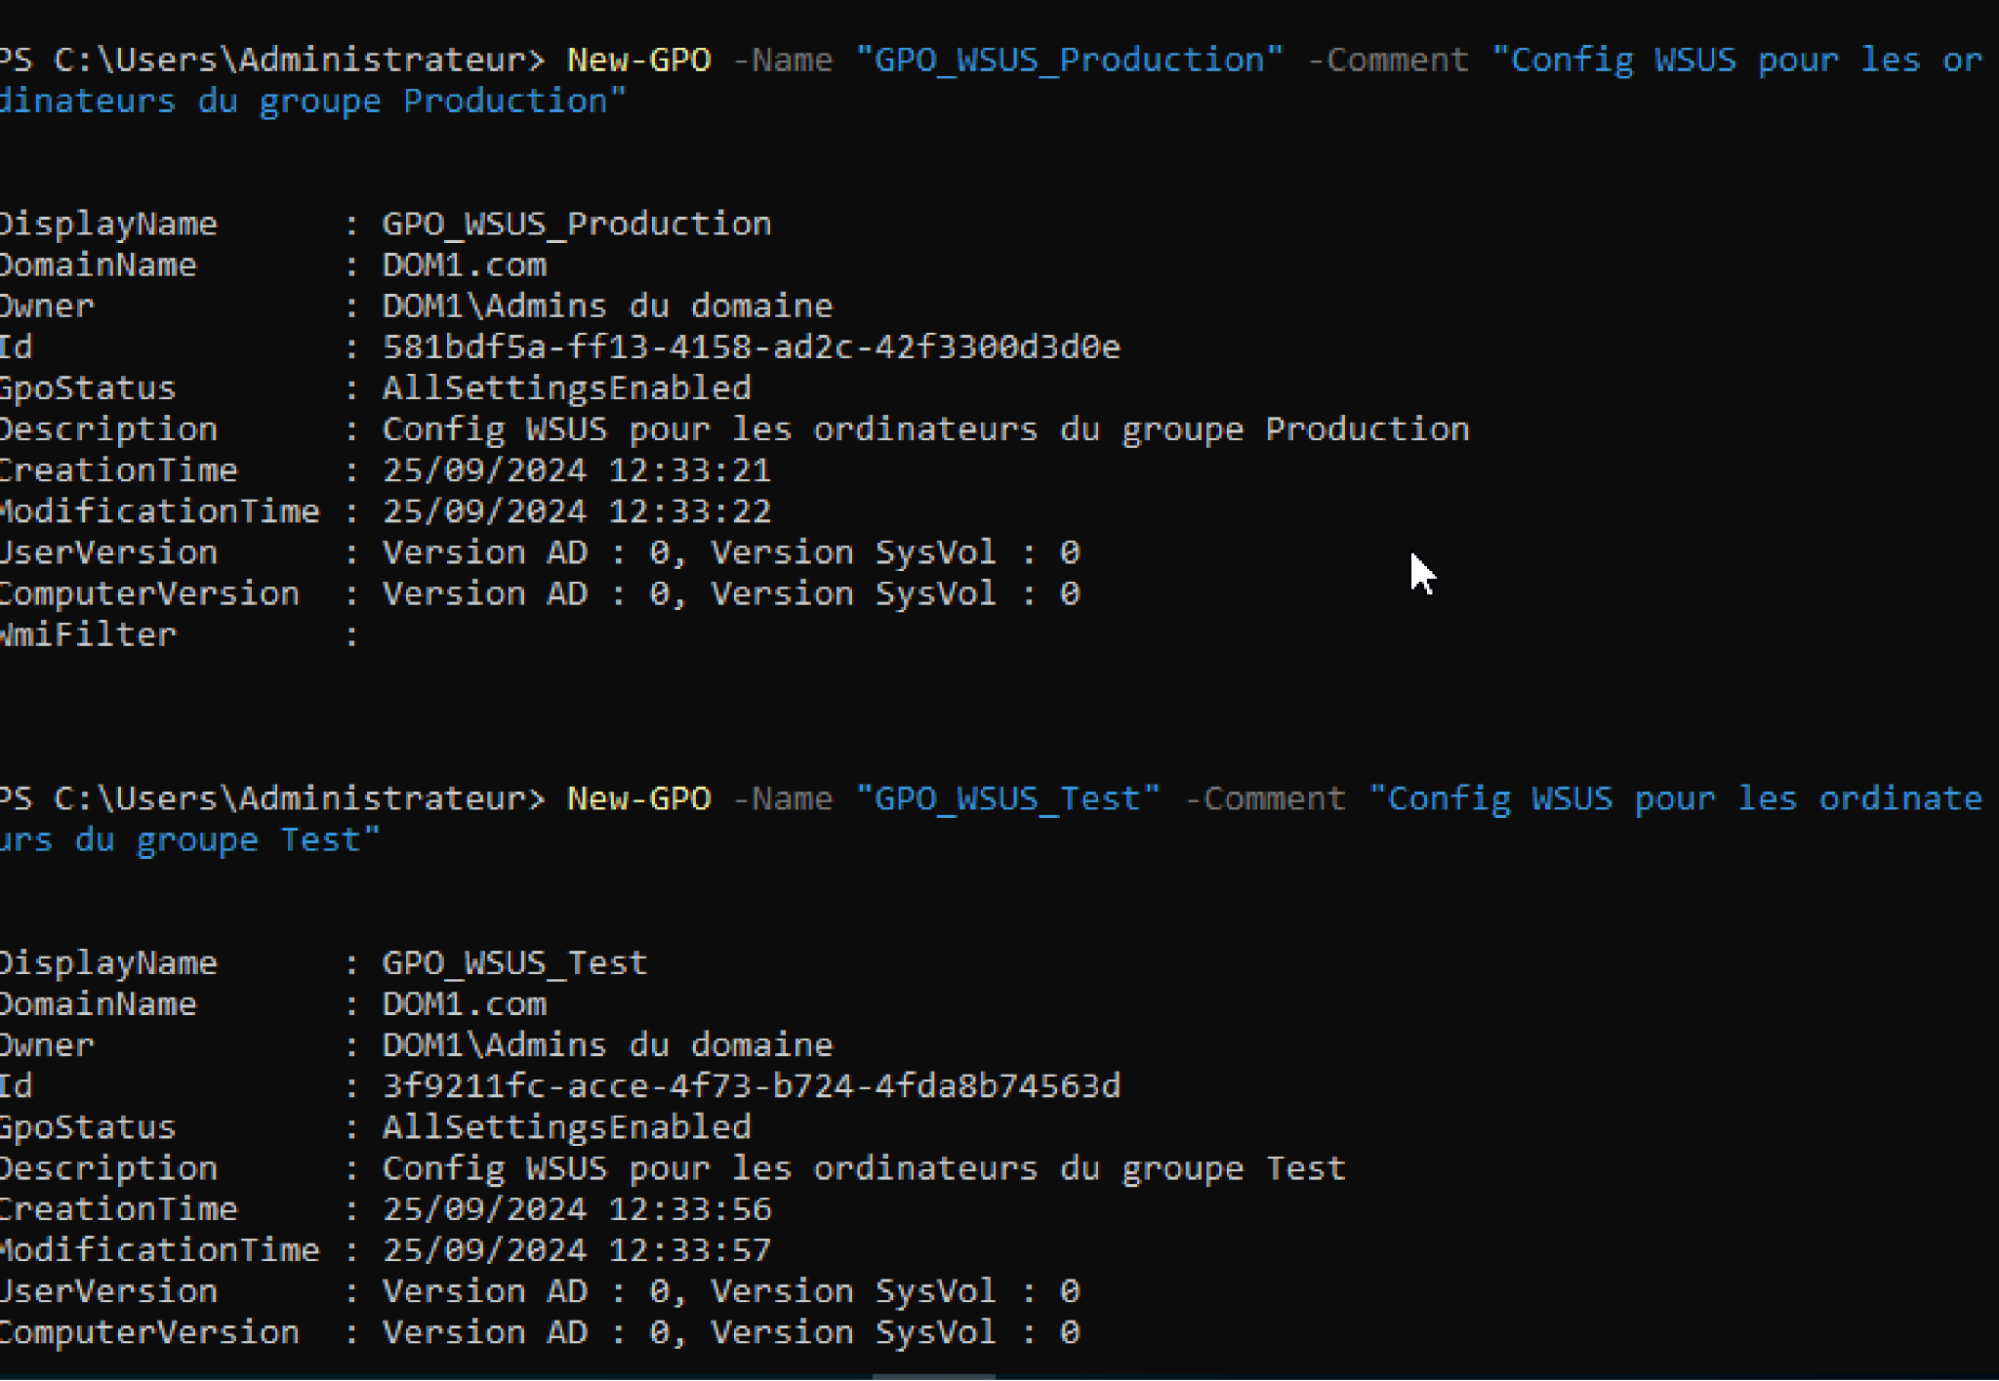 PS C:\Users\Administrateur> New-GPO -Name "GPO_WSUS_Production" -Comment "Config WSUS pour les or
dinateurs du groupe Production"
DisplayName : GPO_WSUS_Production
DomainName : DOM1.com
Owner : DOM1\Admins du domaine
Id : 581bdf5a-ff13-4158-ad2c-42f3300d3d0e
GpoStatus : AllSettingsEnabled
Description : Config WSUS pour les ordinateurs du groupe Production
CreationTime : 25/09/2024 12:33:21
ModificationTime : 25/09/2024 12:33:22
UserVersion : Version AD : 0, Version SysVol : 0
ComputerVersion : Version AD : 0, Version SysVol : 0
WmiFilter :
PS C:\Users\Administrateur> New-GPO -Name "GPO_WSUS_Test" -Comment "Config WSUS pour les ordinate
urs du groupe Test"
DisplayName : GPO_WSUS_Test
DomainName : DOM1.com
Owner : DOM1\Admins du domaine
Id : 3f9211fc-acce-4f73-b724-4fda8b74563d
GpoStatus : AllSettingsEnabled
Description : Config WSUS pour les ordinateurs du groupe Test
CreationTime : 25/09/2024 12:33:56
ModificationTime : 25/09/2024 12:33:57
UserVersion : Version AD : 0, Version SysVol : 0
ComputerVersion : Version AD : 0, Version SysVol : 0